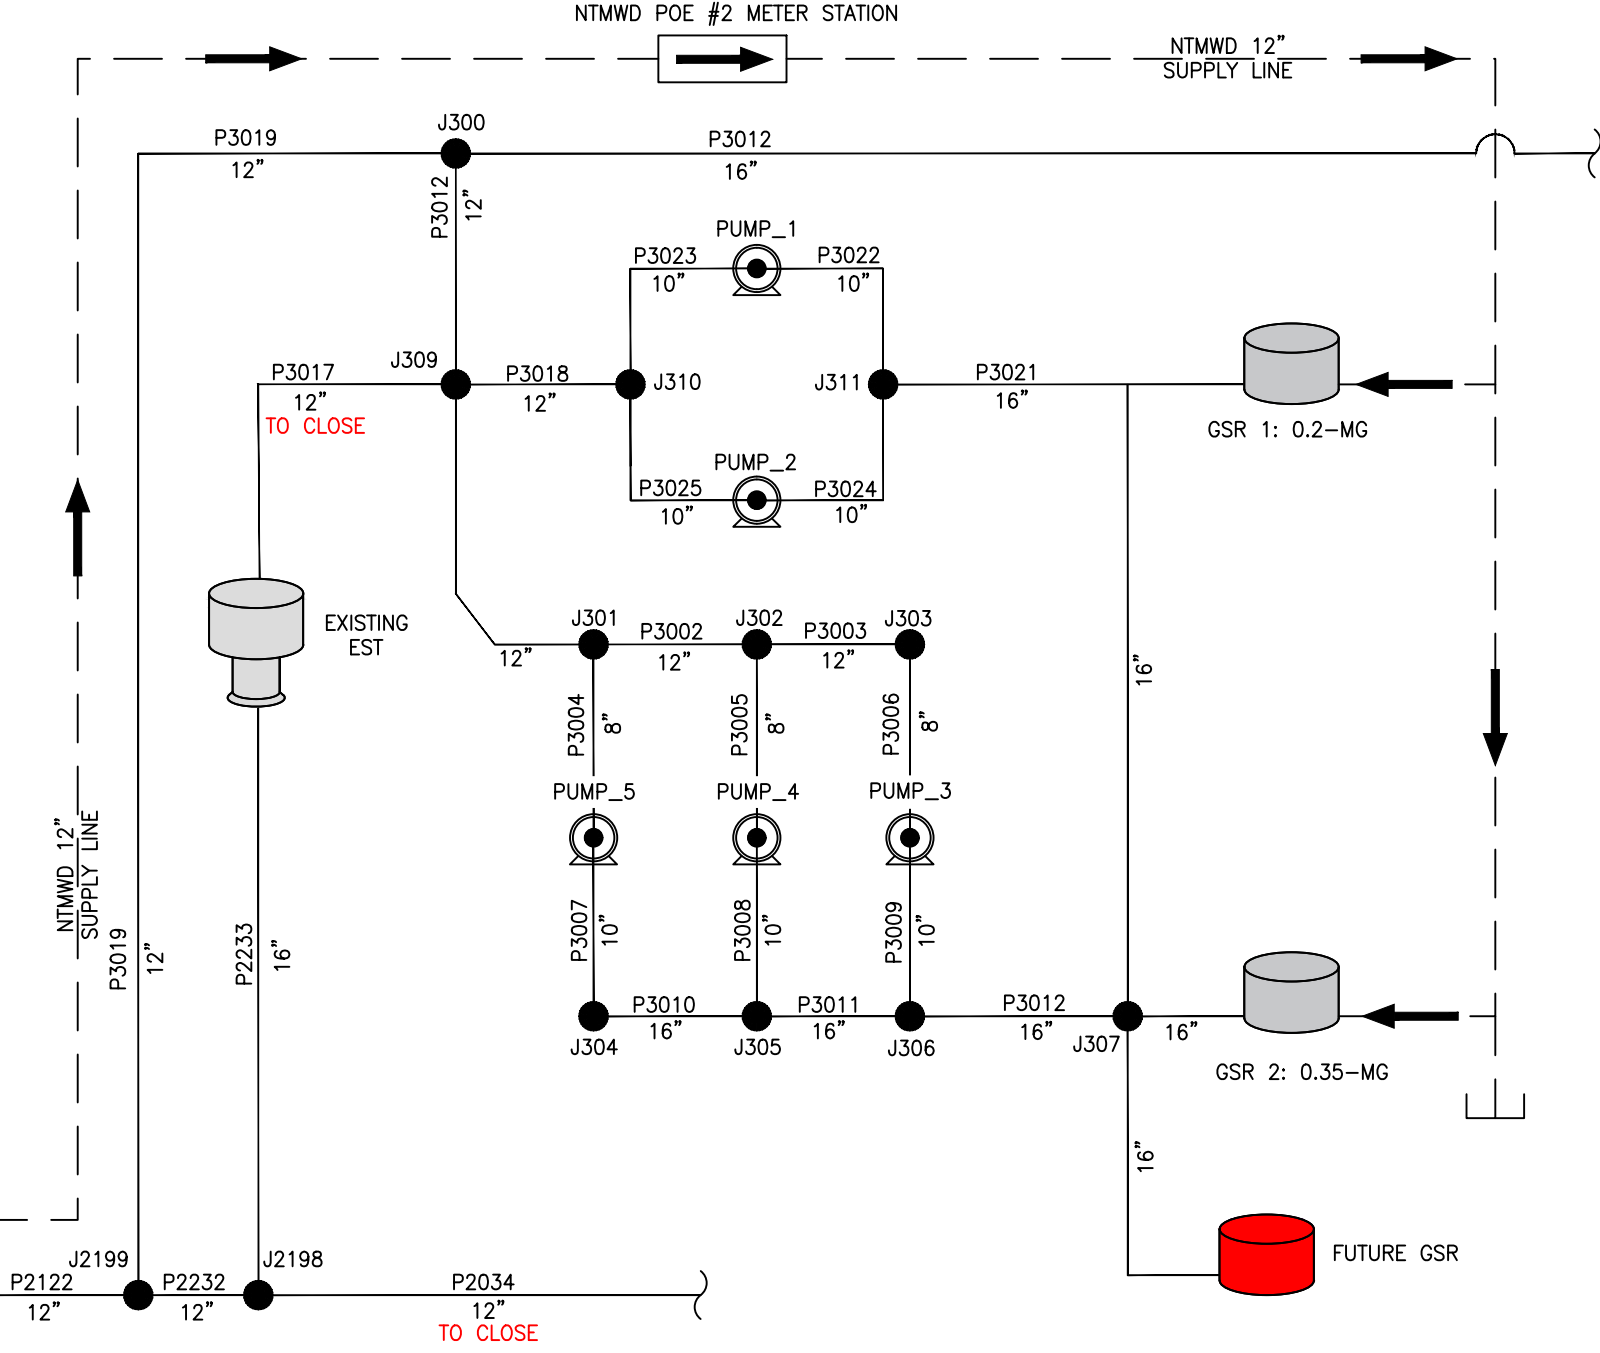 NTMWD POE #2 METER STATION
NTMWD 12”
SUPPLY LINE
J300
P3019
12”
P3012
16”
P3012
12”
PUMP_1
P3023
10”
P3022
10”
J309
P3017
12”
TO CLOSE
P3018
12”
J310
J311
P3021
16”
GSR 1: 0.2-MG
PUMP_2
P3025
10”
P3024
10”
EXISTING
EST
J301
J302
J303
12”
P3002
12”
P3003
12”
16”
P3004
8”
P3005
8”
P3006
8”
PUMP_5
PUMP_4
PUMP_3
NTMWD 12”
SUPPLY LINE
P3019
12”
P2233
16”
P3007
10”
P3008
10”
P3009
10”
P3010
16”
P3011
16”
P3012
16”
16”
J304
J305
J306
J307
GSR 2: 0.35-MG
16”
FUTURE GSR
J2199
J2198
P2122
12”
P2232
12”
P2034
12”
TO CLOSE